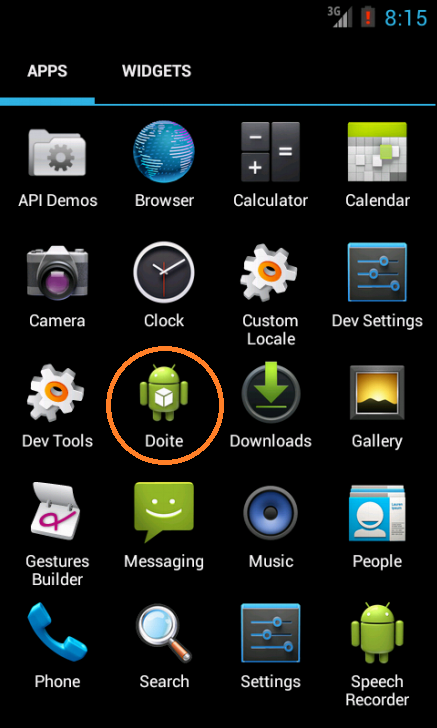 3G 8:15
APPS WIDGETS
API Demos Browser Calculator Calendar
Camera Clock Custom Dev Settings
Locale
Dev Tools Doite Downloads Gallery
Gestures Messaging Music People
Builder
Phone Search Settings Speech
Recorder